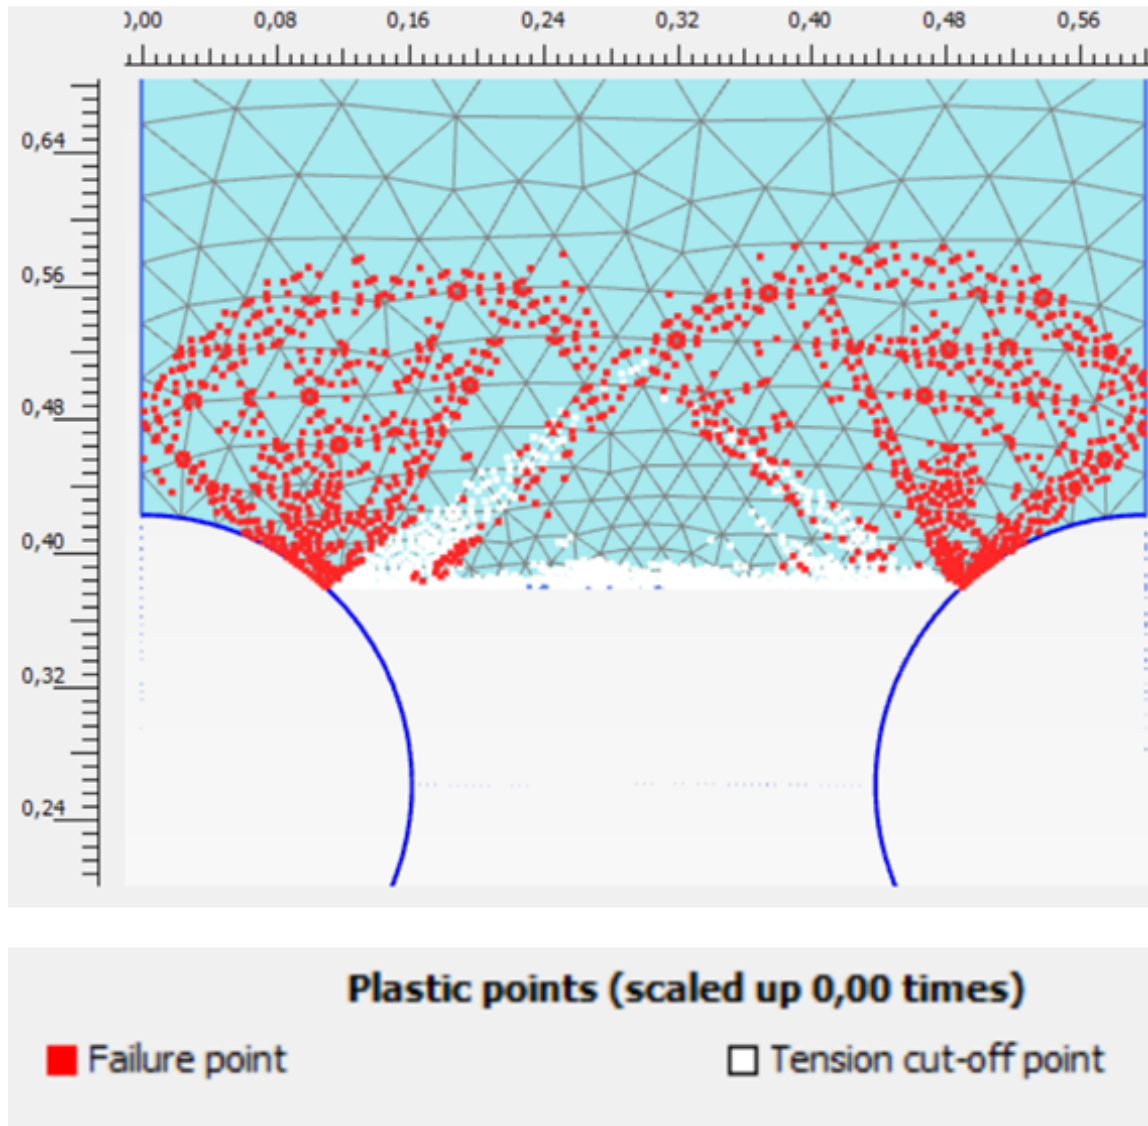 0,00 0,08 0,16 0,24 0,32 0,40 0,48 0,56
0,64
0,56
0,48
0,40
0,32
0,24
Plastic points (scaled up 0,00 times)
Failure point Tension cut-off point